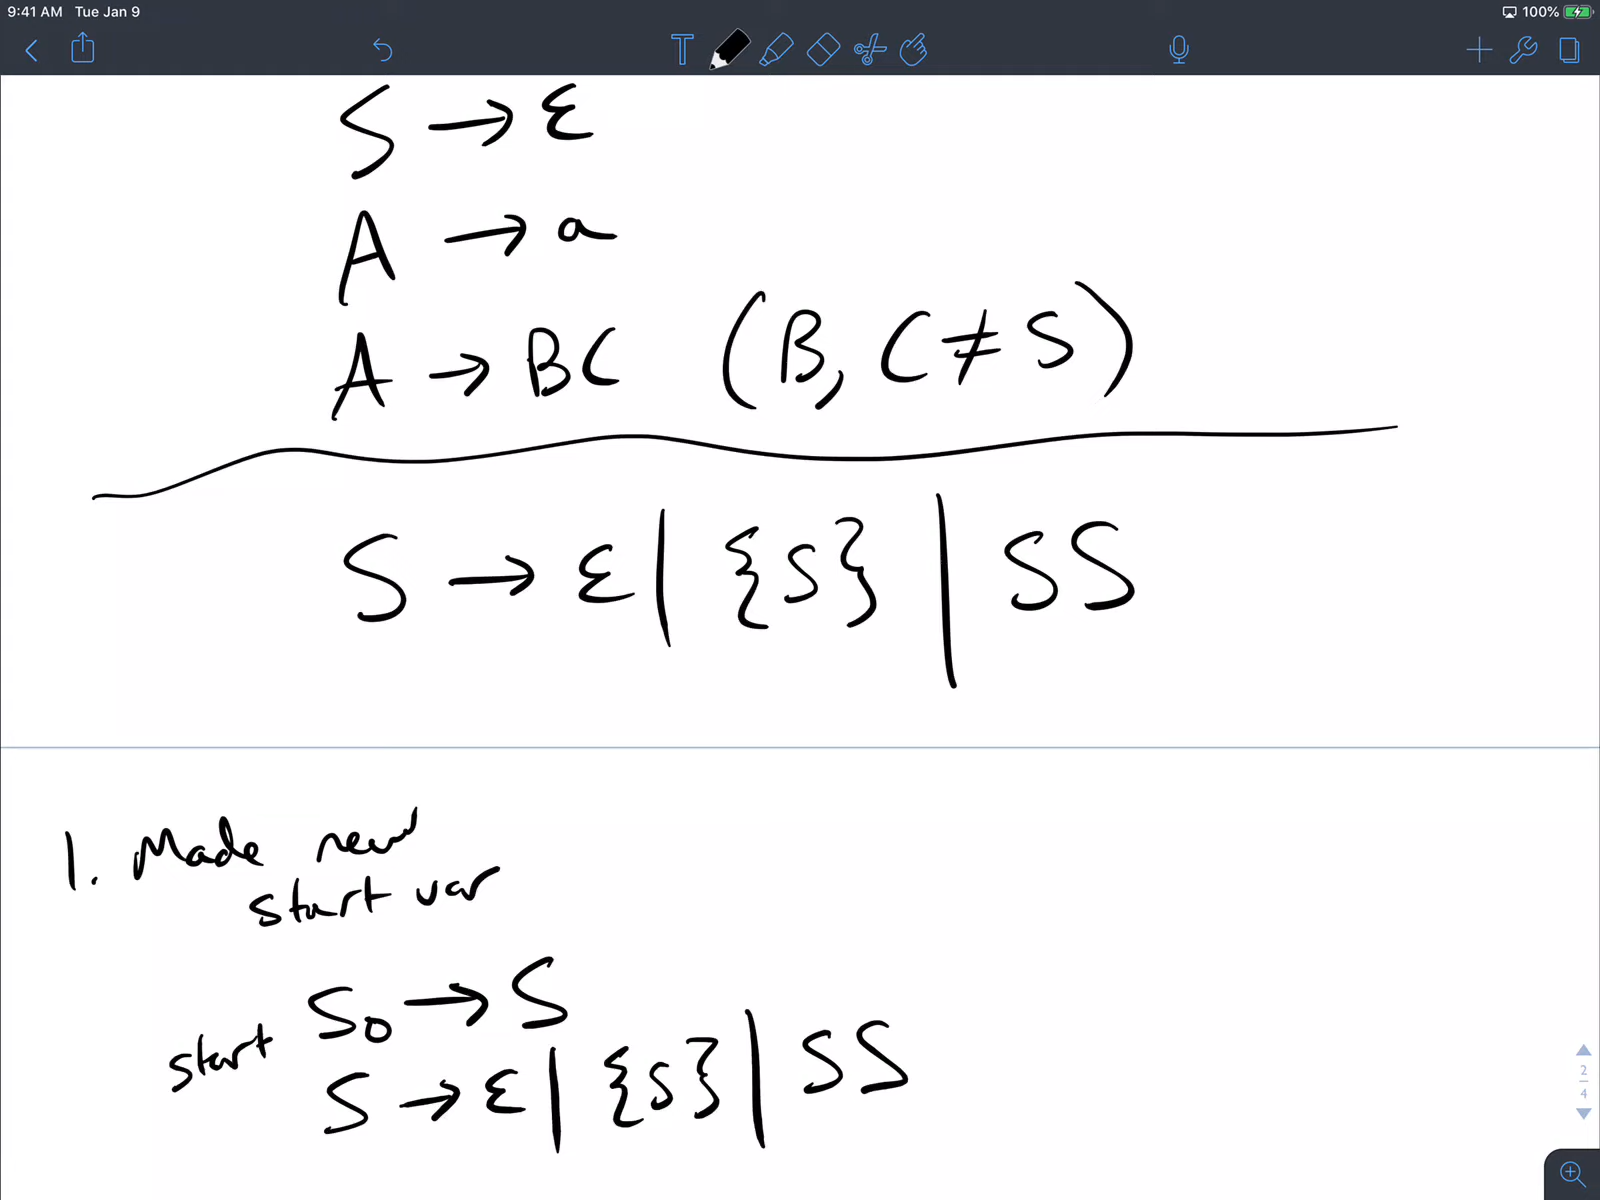 9:41 AM Tue Jan 9
100%
T
S → ε
A → a
A → BC (B, C ≠ S)
S → ε | {S} | SS
1. Made new
start var
S₀ → S
start
S → ε | {S} | SS
2
4